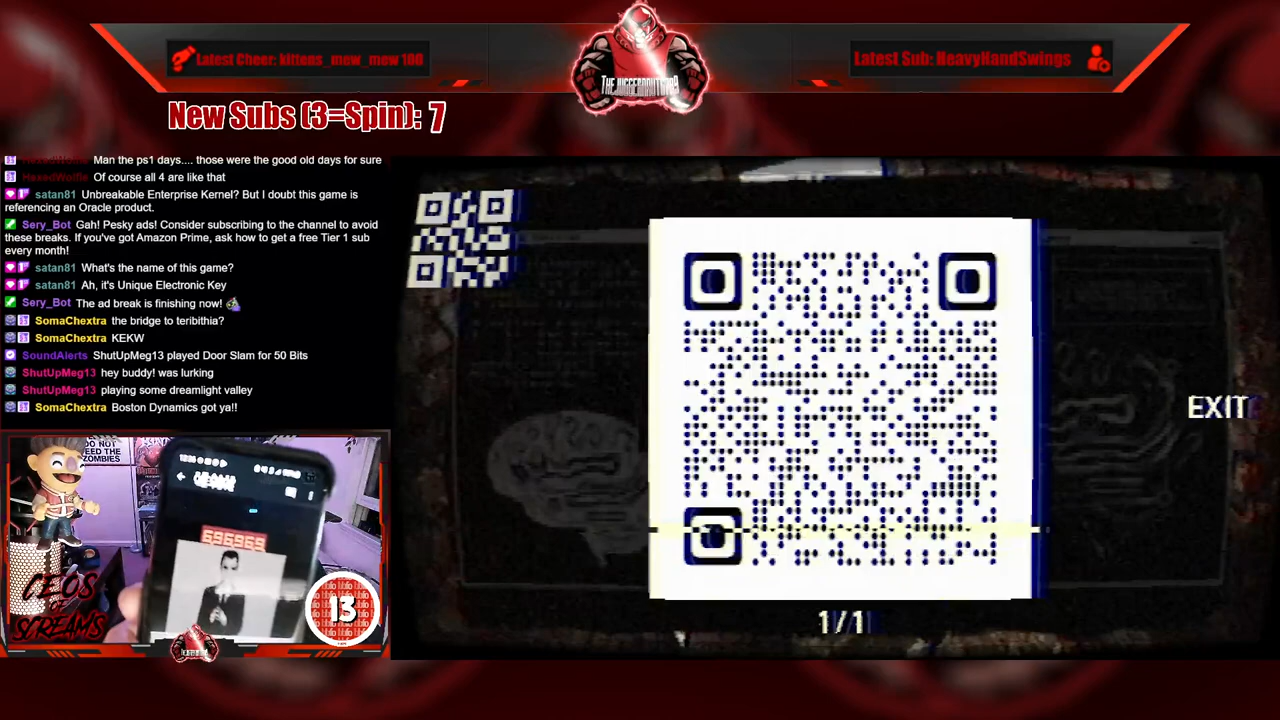 Latest Cheer: kittens_mew_mew 100
THEJUGGERNAUT0789
Latest Sub: HeavyHandSwings
New Subs (3=Spin): 7
Man the ps1 days.... those were the good old days for sure
Of course all 4 are like that
satan81 Unbreakable Enterprise Kernel? But I doubt this game is
referencing an Oracle product.
Sery_Bot Gah! Pesky ads! Consider subscribing to the channel to avoid
these breaks. If you've got Amazon Prime, ask how to get a free Tier 1 sub
every month!
satan81 What's the name of this game?
satan81 Ah, it's Unique Electronic Key
Sery_Bot The ad break is finishing now!
SomaChextra the bridge to teribithia?
SomaChextra KEKW
SoundAlerts ShutUpMeg13 played Door Slam for 50 Bits
ShutUpMeg13 hey buddy! was lurking
ShutUpMeg13 playing some dreamlight valley
SomaChextra Boston Dynamics got ya!!
EXIT
1/1
DO NOT
FEED THE
ZOMBIES
696969
CEOS
OF
SCREAMS
13